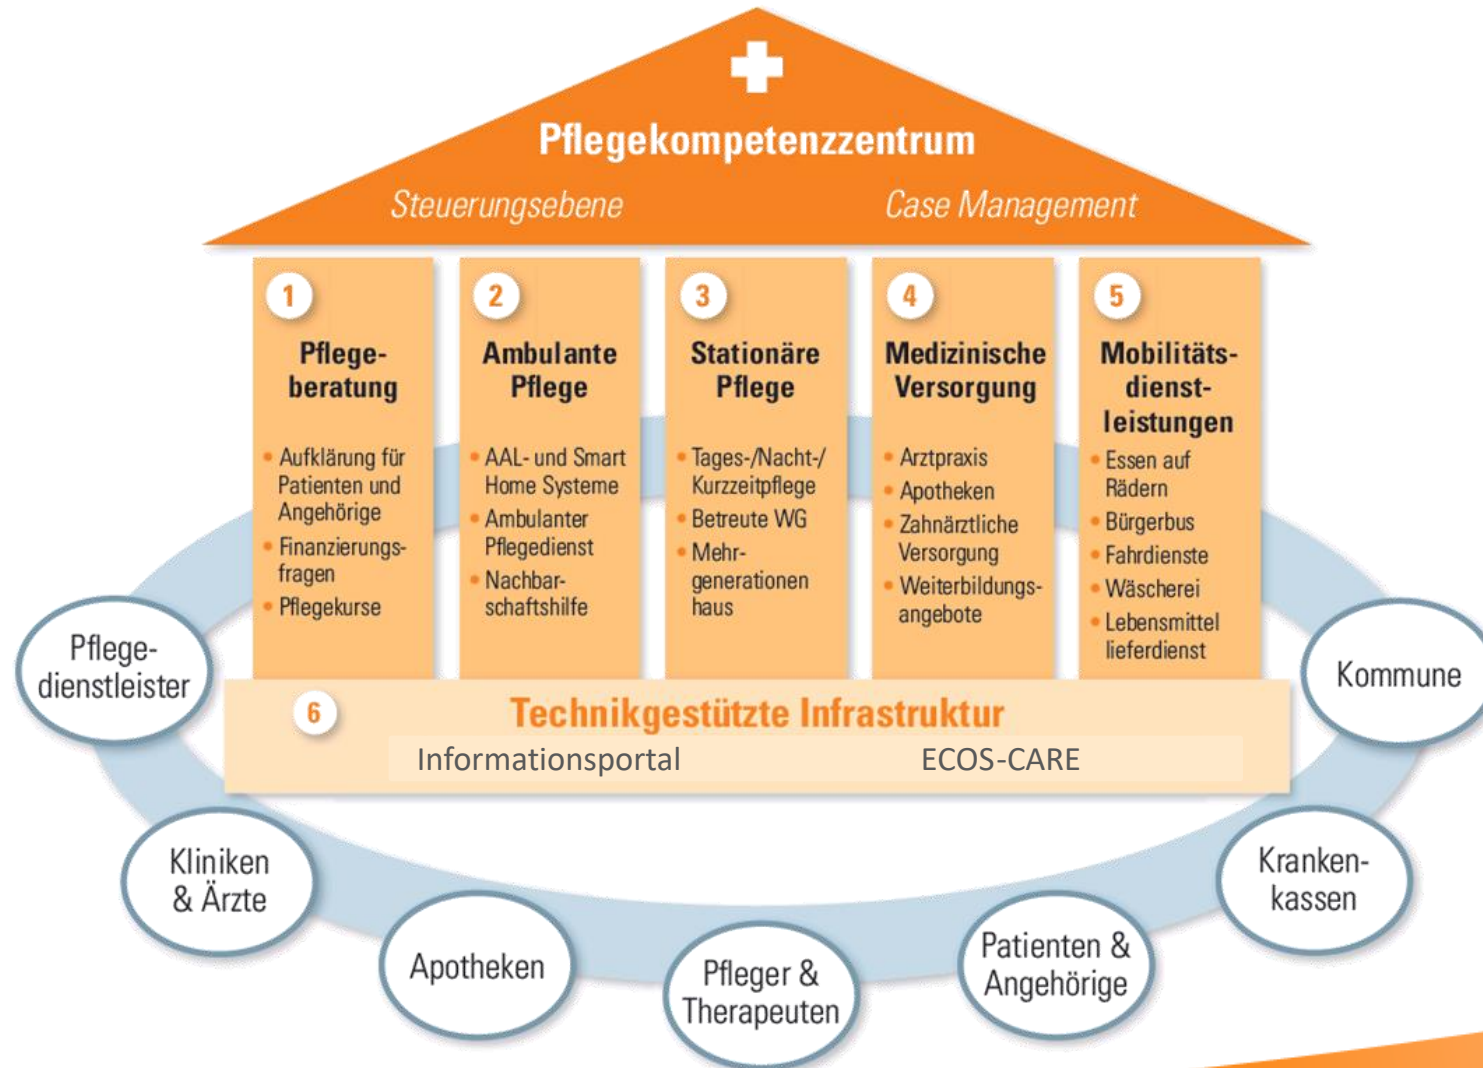 Pflegekompetenzzentrum
Steuerungsebene
Case Management
1
Pflege-
beratung
• Aufklärung für
Patienten und
Angehörige
• Finanzierungs-
fragen
• Pflegekurse
2
Ambulante
Pflege
• AAL- und Smart
Home Systeme
• Ambulanter
Pflegedienst
• Nachbar-
schaftshilfe
3
Stationäre
Pflege
• Tages-/Nacht-/
Kurzzeitpflege
• Betreute WG
• Mehr-
generationen
haus
4
Medizinische
Versorgung
• Arztpraxis
• Apotheken
• Zahnärztliche
Versorgung
• Weiterbildungs-
angebote
5
Mobilitäts-
dienst-
leistungen
• Essen auf
Rädern
• Bürgerbus
• Fahrdienste
• Wäscherei
• Lebensmittel
lieferdienst
6
Technikgestützte Infrastruktur
Informationsportal
ECOS-CARE
Pflege-
dienstleister
Kliniken
& Ärzte
Apotheken
Pfleger &
Therapeuten
Patienten &
Angehörige
Kranken-
kassen
Kommune